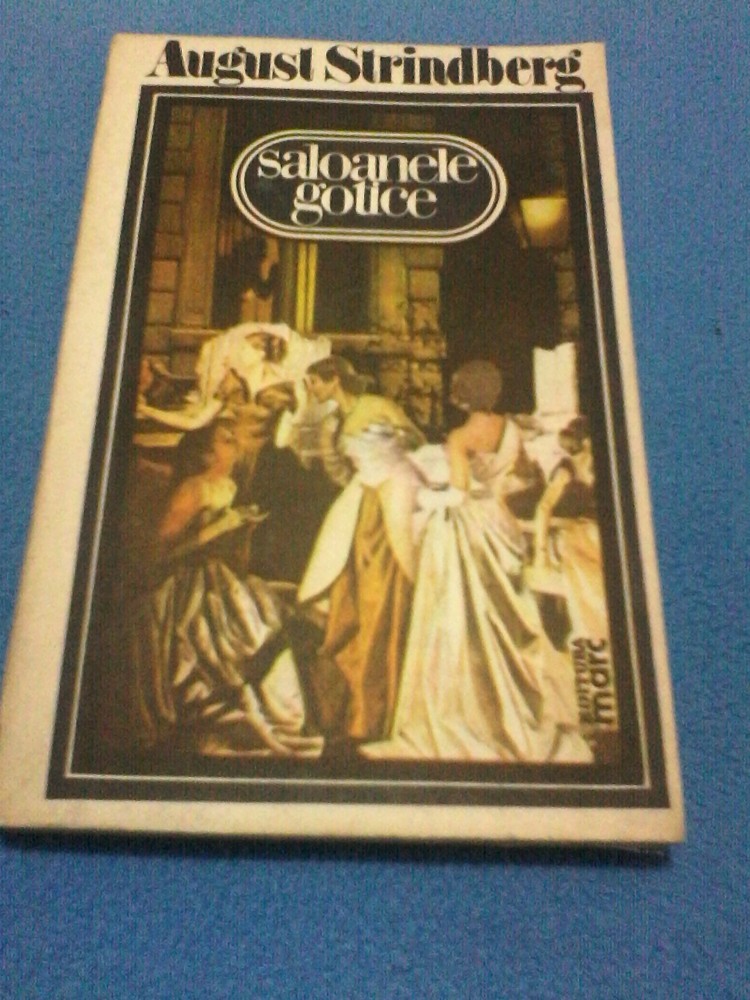 August Strindberg
saloanele
gotice
EDITURA
marc